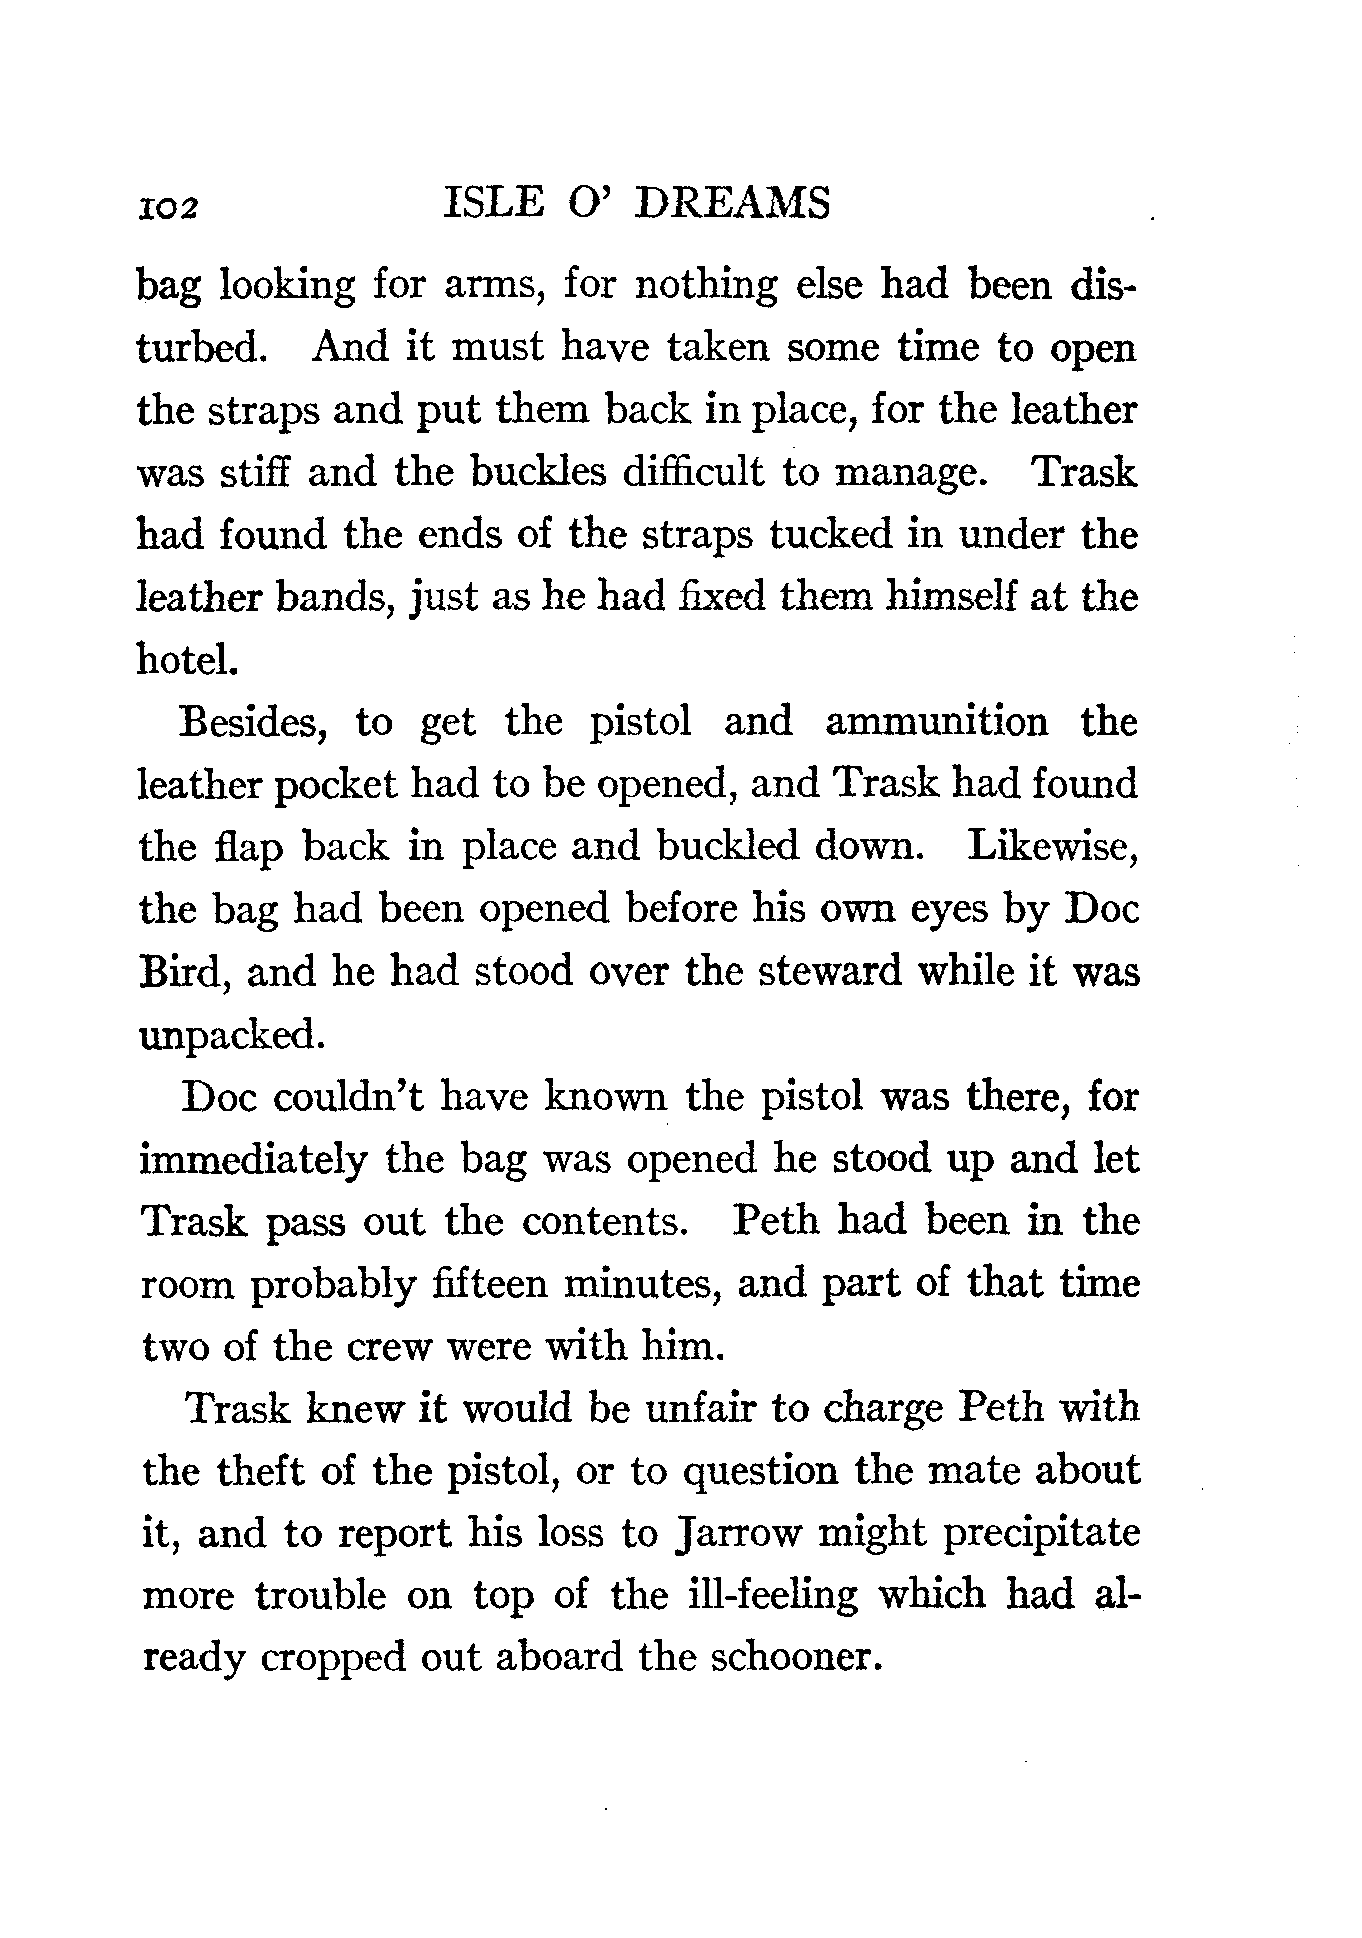 102 ISLE O' DREAMS
bag looking for arms, for nothing else had been dis-
turbed. And it must have taken some time to open
the straps and put them back in place, for the leather
was stiff and the buckles difficult to manage. Trask
had found the ends of the straps tucked in under the
leather bands, just as he had fixed them himself at the
hotel.
Besides, to get the pistol and ammunition the
leather pocket had to be opened, and Trask had found
the flap back in place and buckled down. Likewise,
the bag had been opened before his own eyes by Doc
Bird, and he had stood over the steward while it was
unpacked.
Doc couldn't have known the pistol was there, for
immediately the bag was opened he stood up and let
Trask pass out the contents. Peth had been in the
room probably fifteen minutes, and part of that time
two of the crew were with him.
Trask knew it would be unfair to charge Peth with
the theft of the pistol, or to question the mate about
it, and to report his loss to Jarrow might precipitate
more trouble on top of the ill-feeling which had al-
ready cropped out aboard the schooner.